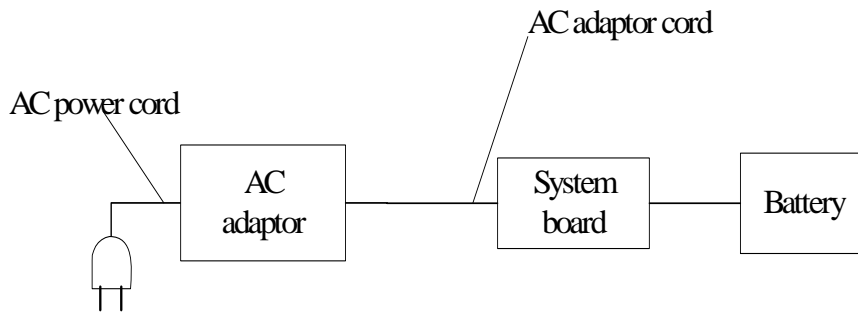 AC adaptor cord
AC power cord
AC
adaptor
System
board
Battery